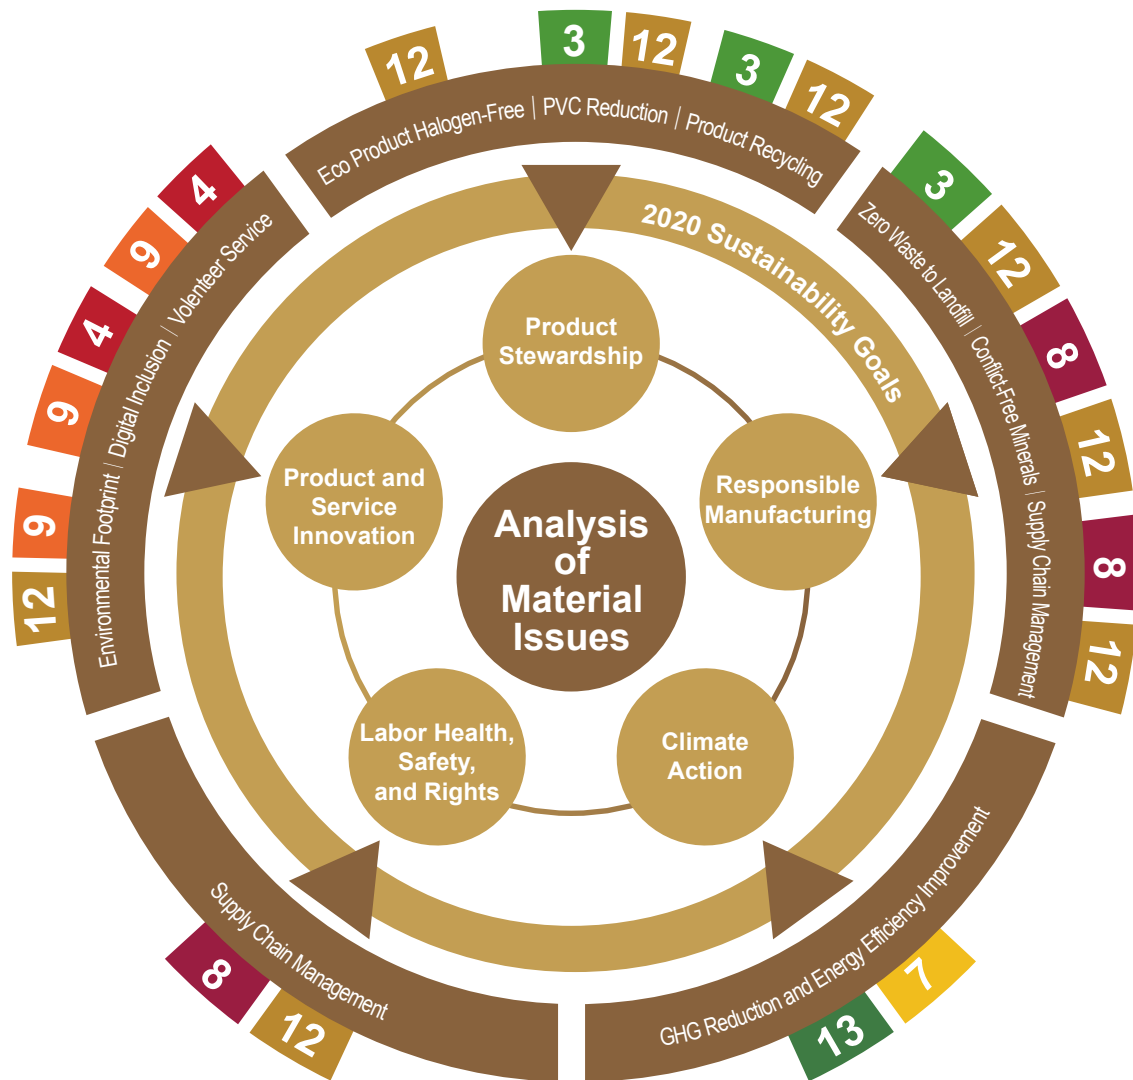 12
3
12
3
12
Eco Product Halogen-Free | PVC Reduction | Product Recycling
3
12
8
12
8
12
Zero Waste to Landfill | Conflict-Free Minerals | Supply Chain Management
7
13
GHG Reduction and Energy Efficiency Improvement
8
12
Supply Chain Management
12
9
9
4
9
4
Environmental Footprint | Digital Inclusion | Volenteer Service
2020 Sustainability Goals
Product
Stewardship
Responsible
Manufacturing
Climate
Action
Labor Health,
Safety,
and Rights
Product and
Service
Innovation
Analysis
of
Material
Issues